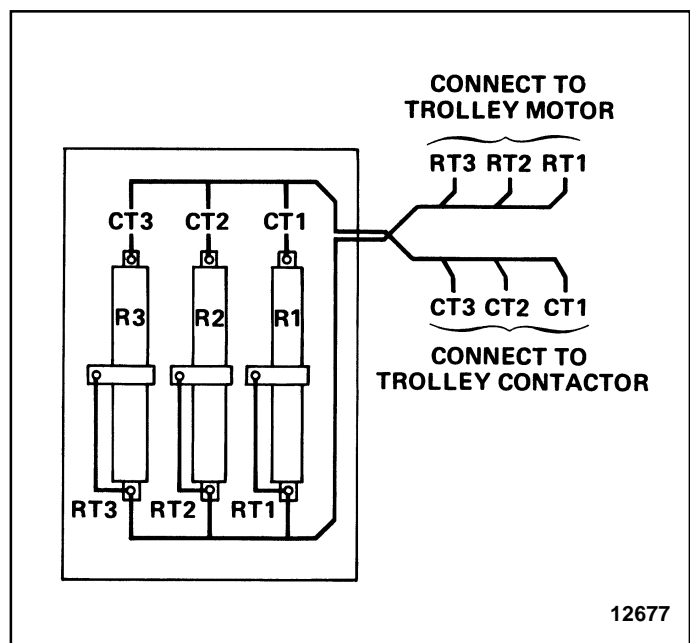 CONNECT TO
TROLLEY MOTOR
RT3 RT2 RT1
CT3 CT2 CT1
R3 R2 R1
CT3 CT2 CT1
CONNECT TO
TROLLEY CONTACTOR
RT3 RT2 RT1
12677